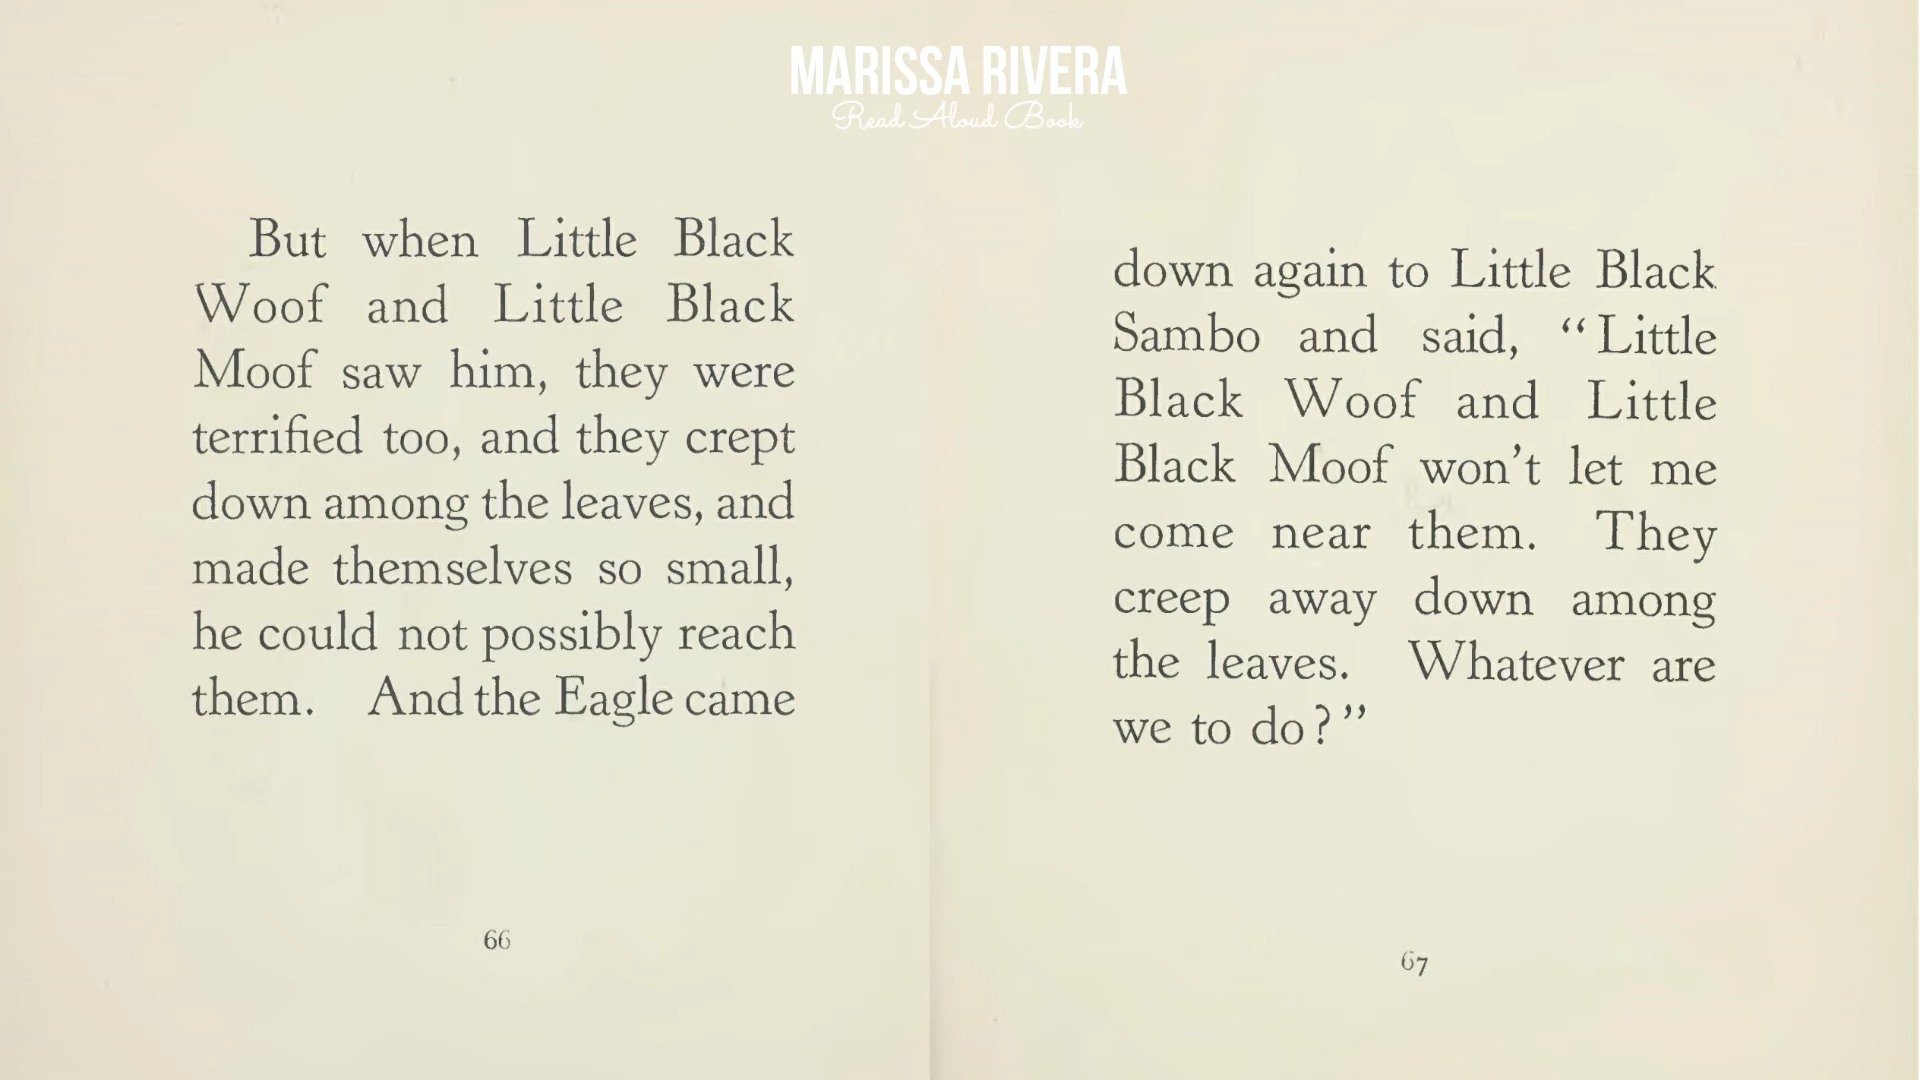 MARISSA RIVERA
Read Aloud Book
But when Little Black
Woof and Little Black
Moof saw him, they were
terrified too, and they crept
down among the leaves, and
made themselves so small,
he could not possibly reach
them. And the Eagle came
66
down again to Little Black
Sambo and said, “Little
Black Woof and Little
Black Moof won’t let me
come near them. They
creep away down among
the leaves. Whatever are
we to do?”
67